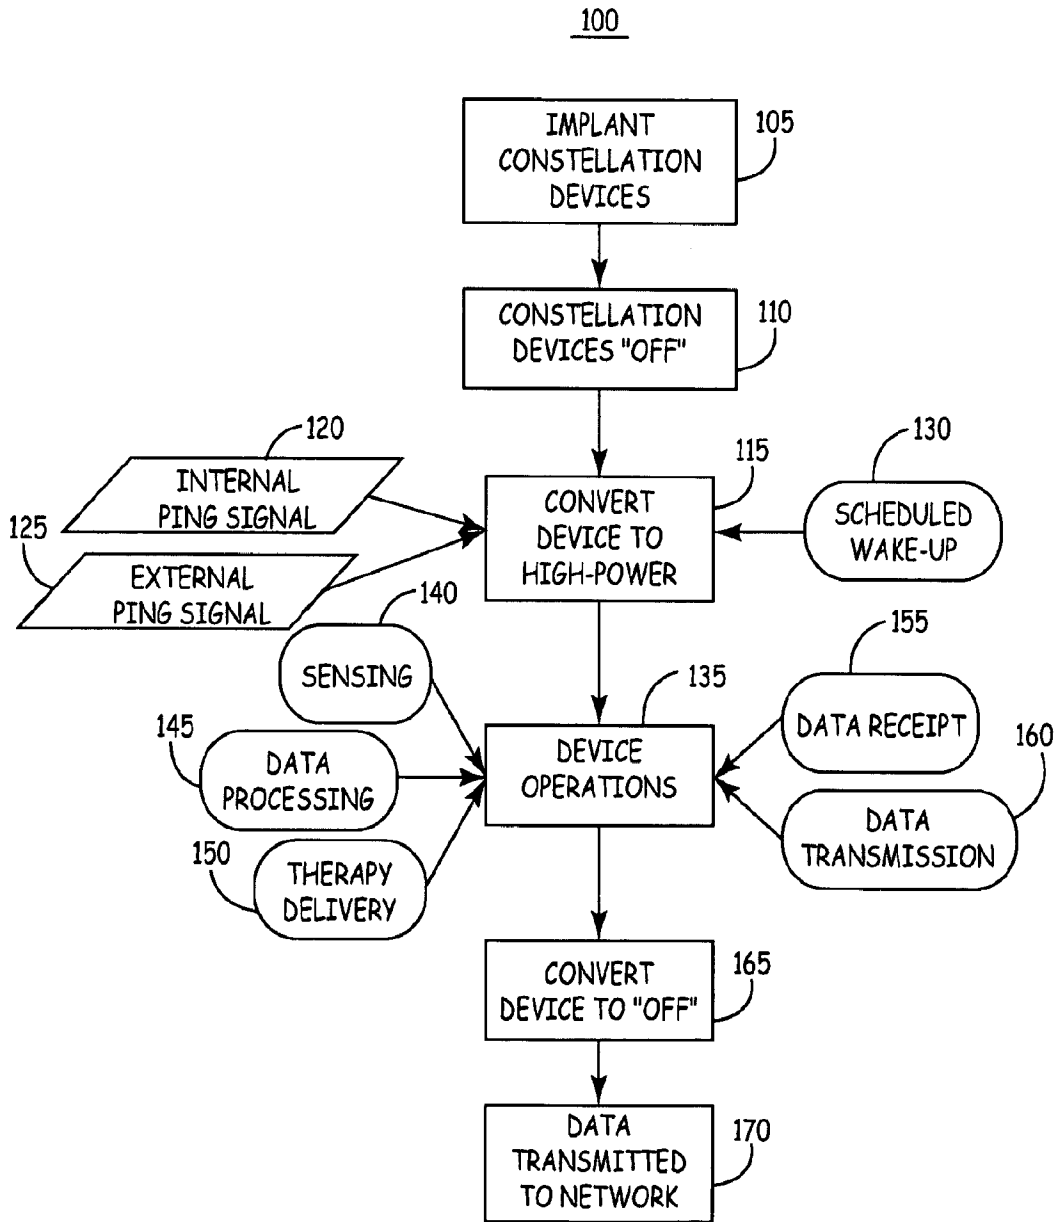 100
IMPLANT
CONSTELLATION
DEVICES
105
CONSTELLATION
DEVICES "OFF"
110
120
INTERNAL
PING SIGNAL
125
EXTERNAL
PING SIGNAL
115
CONVERT
DEVICE TO
HIGH-POWER
130
SCHEDULED
WAKE-UP
140
SENSING
145
DATA
PROCESSING
150
THERAPY
DELIVERY
135
DEVICE
OPERATIONS
155
DATA RECEIPT
160
DATA
TRANSMISSION
CONVERT
DEVICE TO "OFF"
165
DATA
TRANSMITTED
TO NETWORK
170